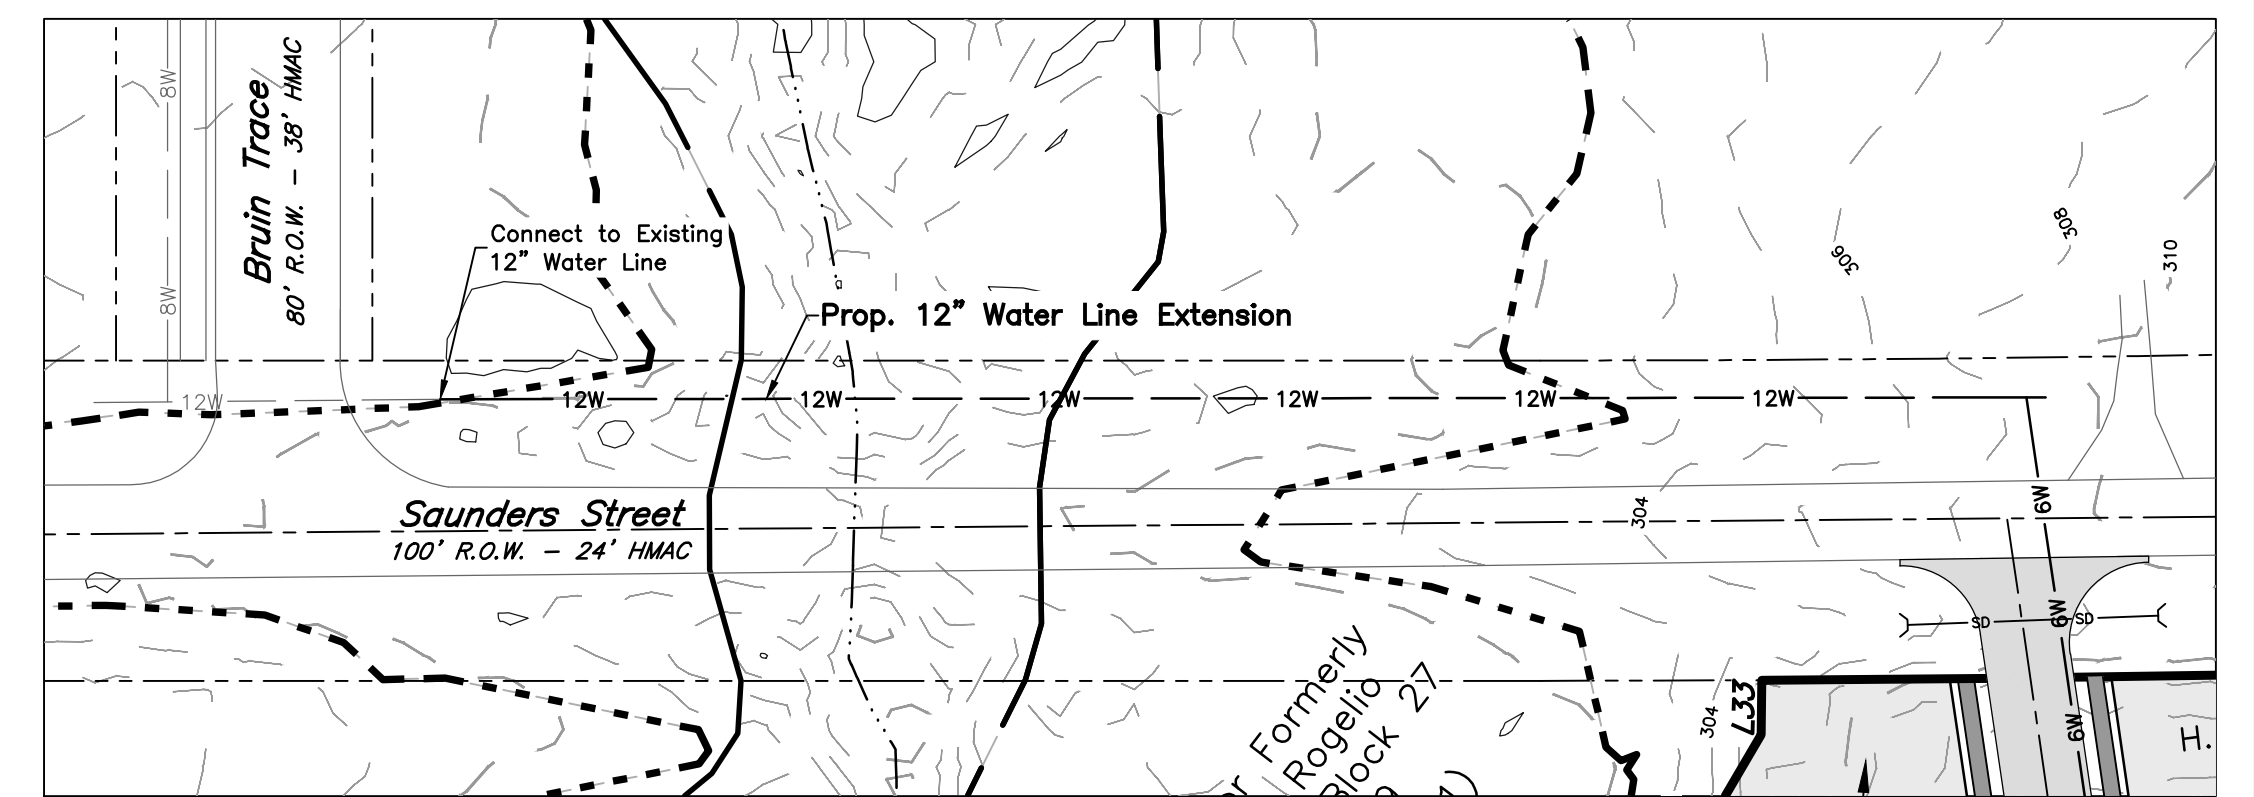 8W
8W
Bruin Trace
80' R.O.W. - 38' HMAC
Connect to Existing
12" Water Line
Prop. 12" Water Line Extension
306
308
310
12W
12W
12W
12W
12W
12W
12W
Saunders Street
100' R.O.W. - 24' HMAC
304
6W
6W
6W
SD
SD
304
L33
Formerly
Rogelio
Block 27
H.